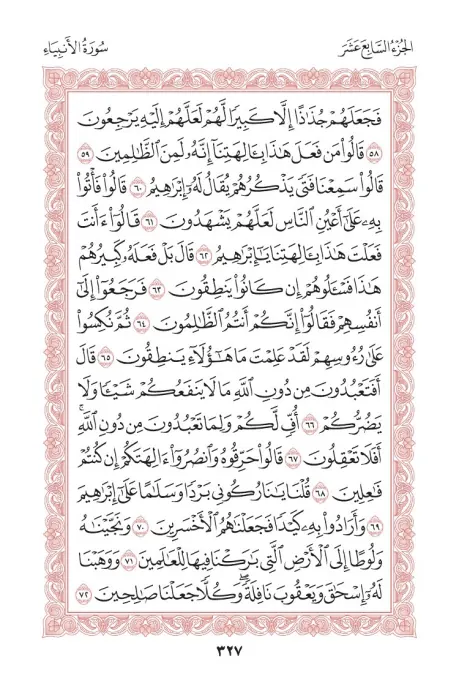 الجُزْءُ السَّابِعَ عَشَرَ
سُورَةُ الأَنبِيَاءِ
فَجَعَلَهُمْ جُذَٰذًا إِلَّا كَبِيرًا لَّهُمْ لَعَلَّهُمْ إِلَيْهِ يَرْجِعُونَ
٥٨ قَالُوا۟ مَن فَعَلَ هَٰذَا بِـَٔالِهَتِنَآ إِنَّهُۥ لَمِنَ ٱلظَّٰلِمِينَ ٥٩
قَالُوا۟ سَمِعْنَا فَتًى يَذْكُرُهُمْ يُقَالُ لَهُۥٓ إِبْرَٰهِيمُ ٦٠ قَالُوا۟ فَأْتُوا۟
بِهِۦ عَلَىٰٓ أَعْيُنِ ٱلنَّاسِ لَعَلَّهُمْ يَشْهَدُونَ ٦١ قَالُوٓا۟ ءَأَنتَ
فَعَلْتَ هَٰذَا بِـَٔالِهَتِنَا يَٰٓإِبْرَٰهِيمُ ٦٢ قَالَ بَلْ فَعَلَهُۥ كَبِيرُهُمْ
هَٰذَا فَسْـَٔلُوهُمْ إِن كَانُوا۟ يَنطِقُونَ ٦٣ فَرَجَعُوٓا۟ إِلَىٰٓ
أَنفُسِهِمْ فَقَالُوٓا۟ إِنَّكُمْ أَنتُمُ ٱلظَّٰلِمُونَ ٦٤ ثُمَّ نُكِسُوا۟
عَلَىٰ رُءُوسِهِمْ لَقَدْ عَلِمْتَ مَا هَٰٓؤُلَآءِ يَنطِقُونَ ٦٥ قَالَ
أَفَتَعْبُدُونَ مِن دُونِ ٱللَّهِ مَا لَا يَنفَعُكُمْ شَيْـًٔا وَلَا
يَضُرُّكُمْ ٦٦ أُفٍّ لَّكُمْ وَلِمَا تَعْبُدُونَ مِن دُونِ ٱللَّهِ ۖ
أَفَلَا تَعْقِلُونَ ٦٧ قَالُوا۟ حَرِّقُوهُ وَٱنصُرُوٓا۟ ءَالِهَتَكُمْ إِن كُنتُمْ
فَٰعِلِينَ ٦٨ قُلْنَا يَٰنَارُ كُونِى بَرْدًا وَسَلَٰمًا عَلَىٰٓ إِبْرَٰهِيمَ
٦٩ وَأَرَادُوا۟ بِهِۦ كَيْدًا فَجَعَلْنَٰهُمُ ٱلْأَخْسَرِينَ ٧٠ وَنَجَّيْنَٰهُ
وَلُوطًا إِلَى ٱلْأَرْضِ ٱلَّتِى بَٰرَكْنَا فِيهَا لِلْعَٰلَمِينَ ٧١ وَوَهَبْنَا
لَهُۥٓ إِسْحَٰقَ وَيَعْقُوبَ نَافِلَةً ۖ وَكُلًّا جَعَلْنَا صَٰلِحِينَ ٧٢
٣٢٧